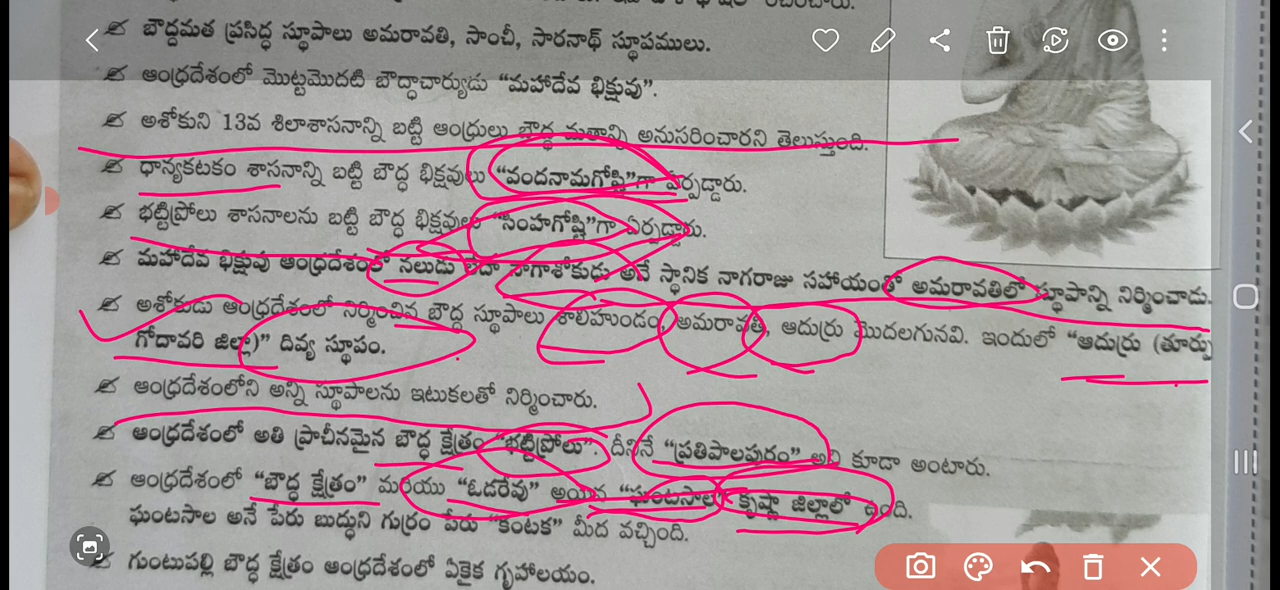 రచించారు.
బౌద్ధమత ప్రసిద్ధ స్థూపాలు అమరావతి, సాంచీ, సారనాథ్ స్థూపములు.
ఆంధ్రదేశంలో మొట్టమొదటి బౌద్ధాచార్యుడు “మహాదేవ భిక్షువు”.
అశోకుని 13వ శిలాశాసనాన్ని బట్టి ఆంధ్రులు బౌద్ధ మతాన్ని అనుసరించారని తెలుస్తుంది.
ధాన్యకటకం శాసనాన్ని బట్టి బౌద్ధ భిక్షవులు “వందనామగోష్ఠి”గా ఏర్పడ్డారు.
భట్టిప్రోలు శాసనాలను బట్టి బౌద్ధ భిక్షవులు “సింహగోష్ఠి”గా ఏర్పడ్డారు.
మహాదేవ భిక్షువు ఆంధ్రదేశంలో నలుడు లేదా నాగాశోకుడు అనే స్థానిక నాగరాజు సహాయంతో అమరావతిలో స్థూపాన్ని నిర్మించాడు.
అశోకుడు ఆంధ్రదేశంలో నిర్మించిన బౌద్ధ స్థూపాలు శాలిహుండం, అమరావతి, ఆదుర్రు మొదలగునవి. ఇందులో “ఆదుర్రు (తూర్పు
గోదావరి జిల్లా)” దివ్య స్థూపం.
ఆంధ్రదేశంలోని అన్ని స్థూపాలను ఇటుకలతో నిర్మించారు.
ఆంధ్రదేశంలో అతి ప్రాచీనమైన బౌద్ధ క్షేత్రం “భట్టిప్రోలు”. దీనినే “ప్రతిపాలపురం” అని కూడా అంటారు.
ఆంధ్రదేశంలో “బౌద్ధ క్షేత్రం” మరియు “ఓడరేవు” అయిన “ఘంటసాల” కృష్ణా జిల్లాలో ఉంది.
ఘంటసాల అనే పేరు బుద్ధుని గుర్రం పేరు “కంటక” మీద వచ్చింది.
గుంటుపల్లి బౌద్ధ క్షేత్రం ఆంధ్రదేశంలో ఏకైక గృహాలయం.